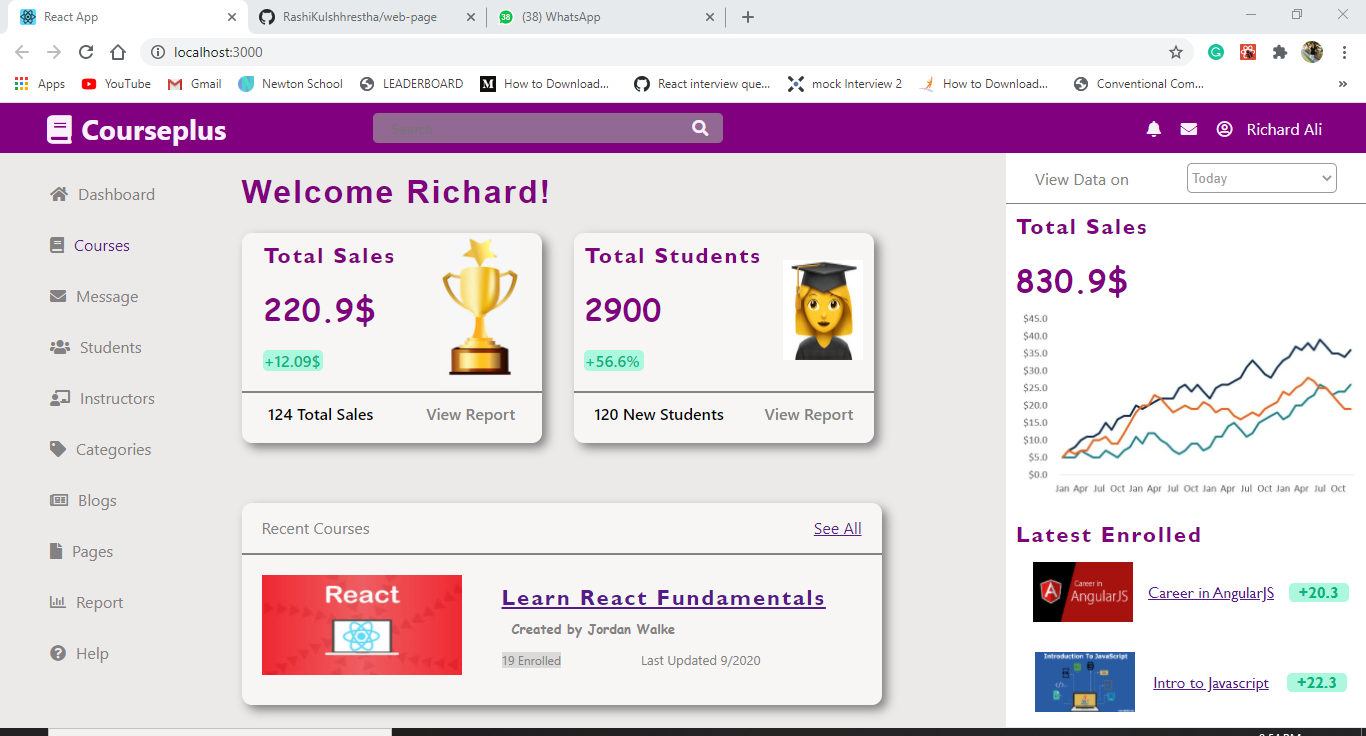 React App
RashiKulshhrestha/web-page
(38) WhatsApp
localhost:3000
Apps
YouTube
Gmail
Newton School
LEADERBOARD
How to Download...
React interview que...
mock Interview 2
How to Download...
Conventional Com...
»
Courseplus
Search
Richard Ali
Dashboard
Courses
Message
Students
Instructors
Categories
Blogs
Pages
Report
Help
Welcome Richard!
Total Sales
220.9$
+12.09$
124 Total Sales View Report
Total Students
2900
+56.6%
120 New Students View Report
Recent Courses See All
React
Learn React Fundamentals
Created by Jordan Walke
19 Enrolled Last Updated 9/2020
View Data on Today
Total Sales
830.9$
$45.0
$40.0
$35.0
$30.0
$25.0
$20.0
$15.0
$10.0
$5.0
$0.0
Jan Apr Jul Oct Jan Apr Jul Oct Jan Apr Jul Oct Jan Apr Jul Oct
Latest Enrolled
Career in
AngularJS
Career in AngularJS +20.3
Introduction To JavaScript
Intro to Javascript +22.3